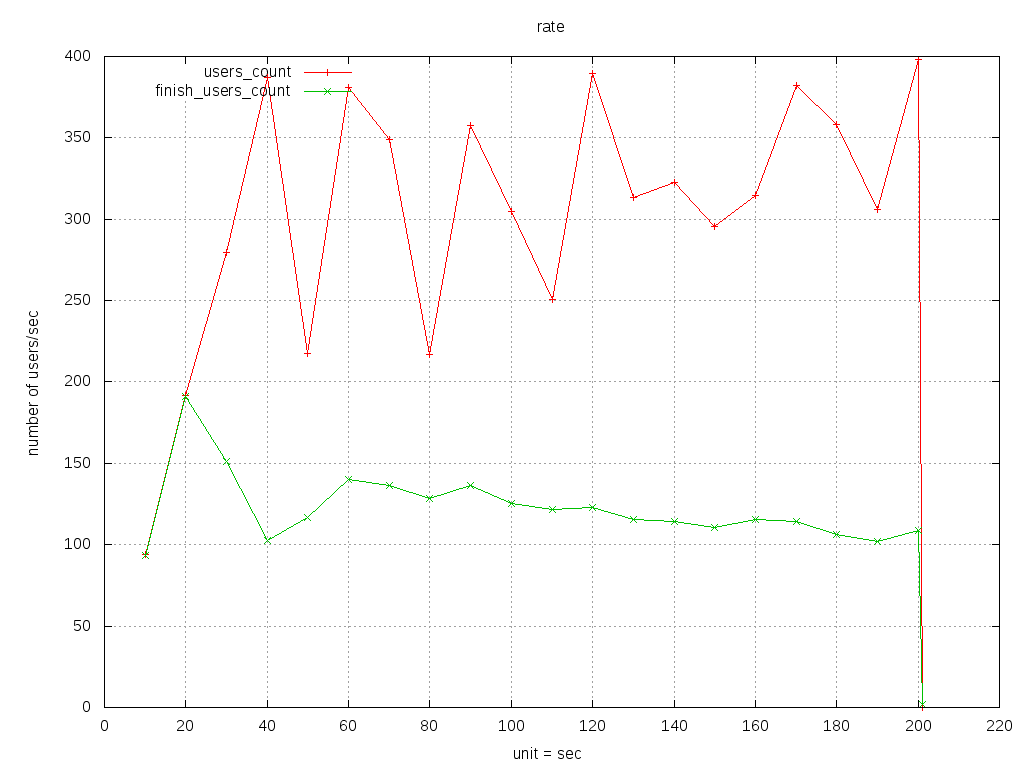 rate
400
350
300
250
200
150
100
50
0
users_count
finish_users_count
number of users/sec
0 20 40 60 80 100 120 140 160 180 200 220
unit = sec